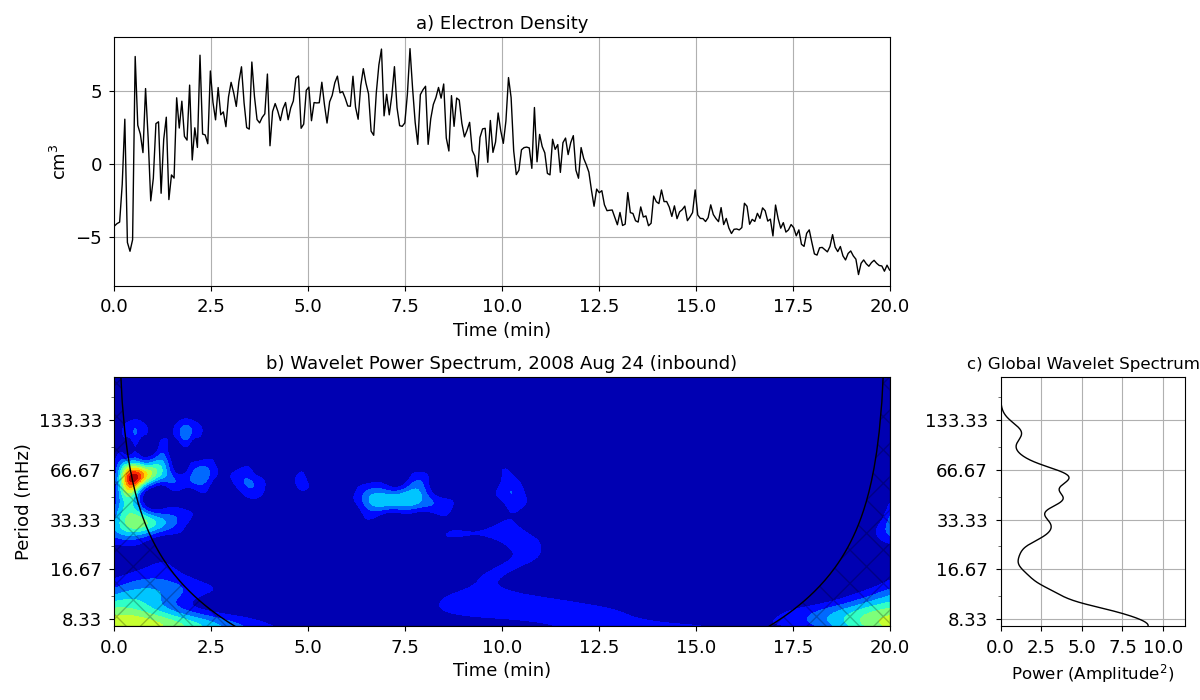 a) Electron Density
cm³
5
0
−5
0.0 2.5 5.0 7.5 10.0 12.5 15.0 17.5 20.0
Time (min)
b) Wavelet Power Spectrum, 2008 Aug 24 (inbound)
Period (mHz)
133.33
66.67
33.33
16.67
8.33
0.0 2.5 5.0 7.5 10.0 12.5 15.0 17.5 20.0
Time (min)
c) Global Wavelet Spectrum
133.33
66.67
33.33
16.67
8.33
0.0 2.5 5.0 7.5 10.0
Power (Amplitude²)